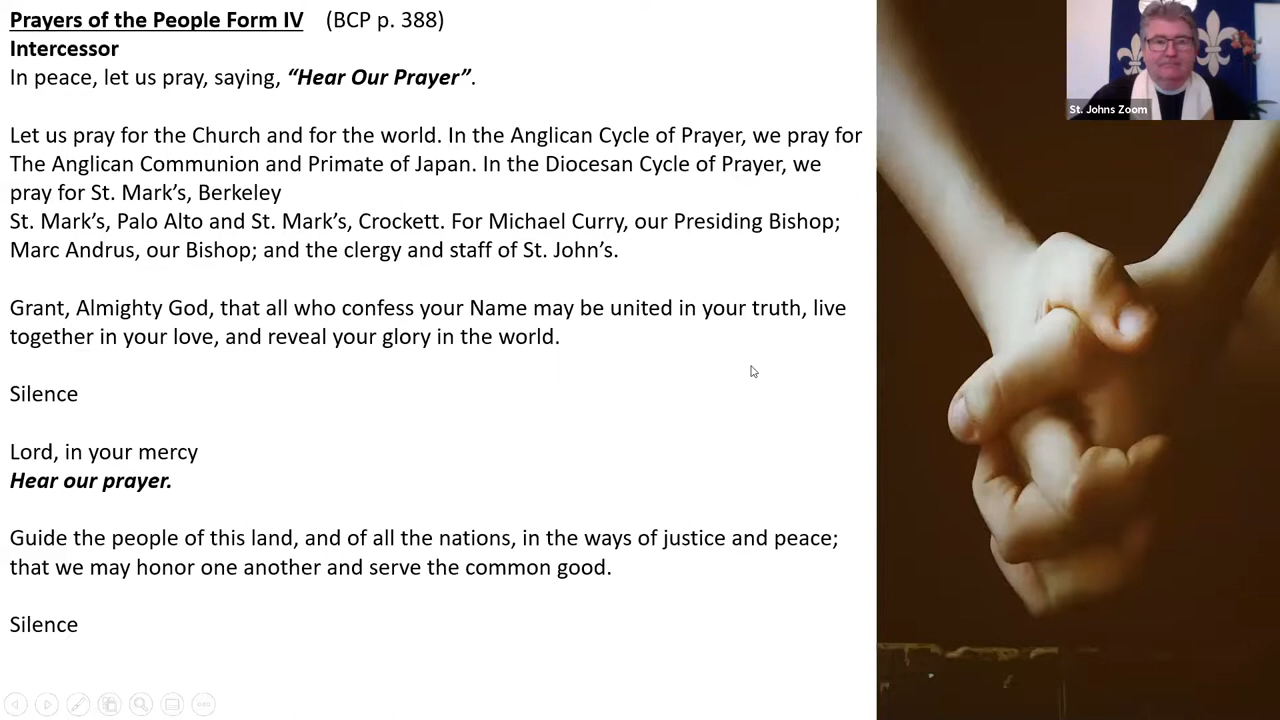 Prayers of the People Form IV (BCP p. 388)
Intercessor
In peace, let us pray, saying, “Hear Our Prayer”.
Let us pray for the Church and for the world. In the Anglican Cycle of Prayer, we pray for
The Anglican Communion and Primate of Japan. In the Diocesan Cycle of Prayer, we
pray for St. Mark’s, Berkeley
St. Mark’s, Palo Alto and St. Mark’s, Crockett. For Michael Curry, our Presiding Bishop;
Marc Andrus, our Bishop; and the clergy and staff of St. John’s.
Grant, Almighty God, that all who confess your Name may be united in your truth, live
together in your love, and reveal your glory in the world.
Silence
Lord, in your mercy
Hear our prayer.
Guide the people of this land, and of all the nations, in the ways of justice and peace;
that we may honor one another and serve the common good.
Silence
St. Johns Zoom